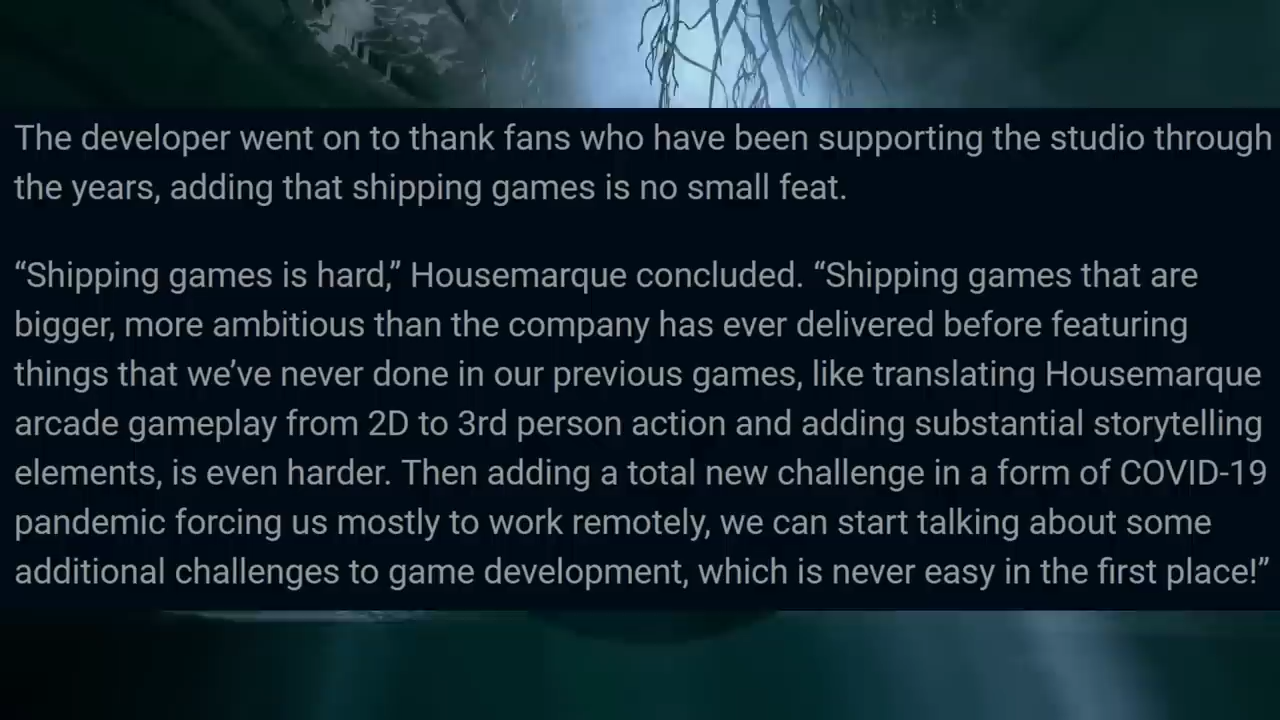 The developer went on to thank fans who have been supporting the studio through
the years, adding that shipping games is no small feat.
“Shipping games is hard,” Housemarque concluded. “Shipping games that are
bigger, more ambitious than the company has ever delivered before featuring
things that we’ve never done in our previous games, like translating Housemarque
arcade gameplay from 2D to 3rd person action and adding substantial storytelling
elements, is even harder. Then adding a total new challenge in a form of COVID-19
pandemic forcing us mostly to work remotely, we can start talking about some
additional challenges to game development, which is never easy in the first place!”